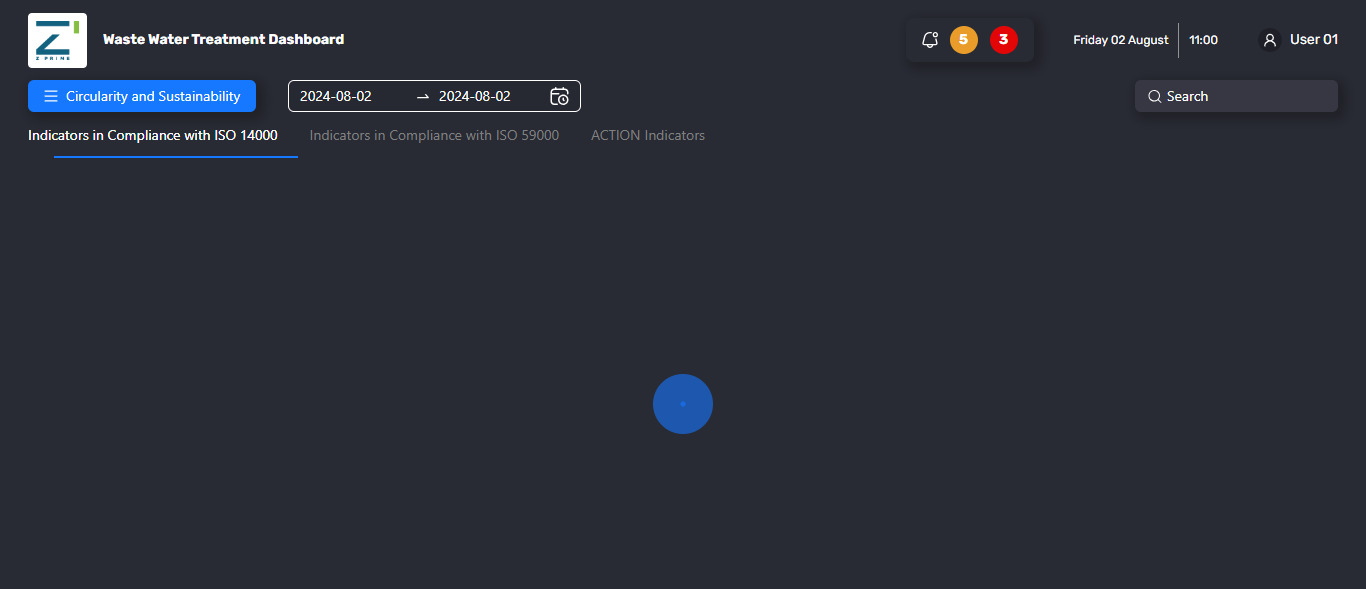 Z PRIME
Waste Water Treatment Dashboard
5
3
Friday 02 August
11:00
User 01
Circularity and Sustainability
2024-08-02 → 2024-08-02
Search
Indicators in Compliance with ISO 14000
Indicators in Compliance with ISO 59000
ACTION Indicators